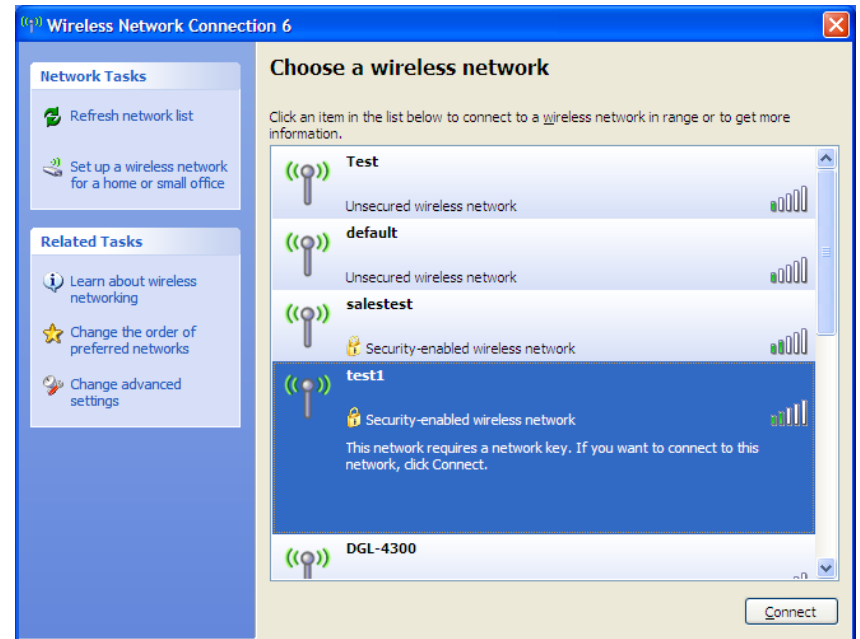 Wireless Network Connection 6
Network Tasks
Refresh network list
Set up a wireless network
for a home or small office
Related Tasks
Learn about wireless
networking
Change the order of
preferred networks
Change advanced
settings
Choose a wireless network
Click an item in the list below to connect to a wireless network in range or to get more
information.
Test
Unsecured wireless network
default
Unsecured wireless network
salestest
Security-enabled wireless network
test1
Security-enabled wireless network
This network requires a network key. If you want to connect to this
network, click Connect.
DGL-4300
Connect